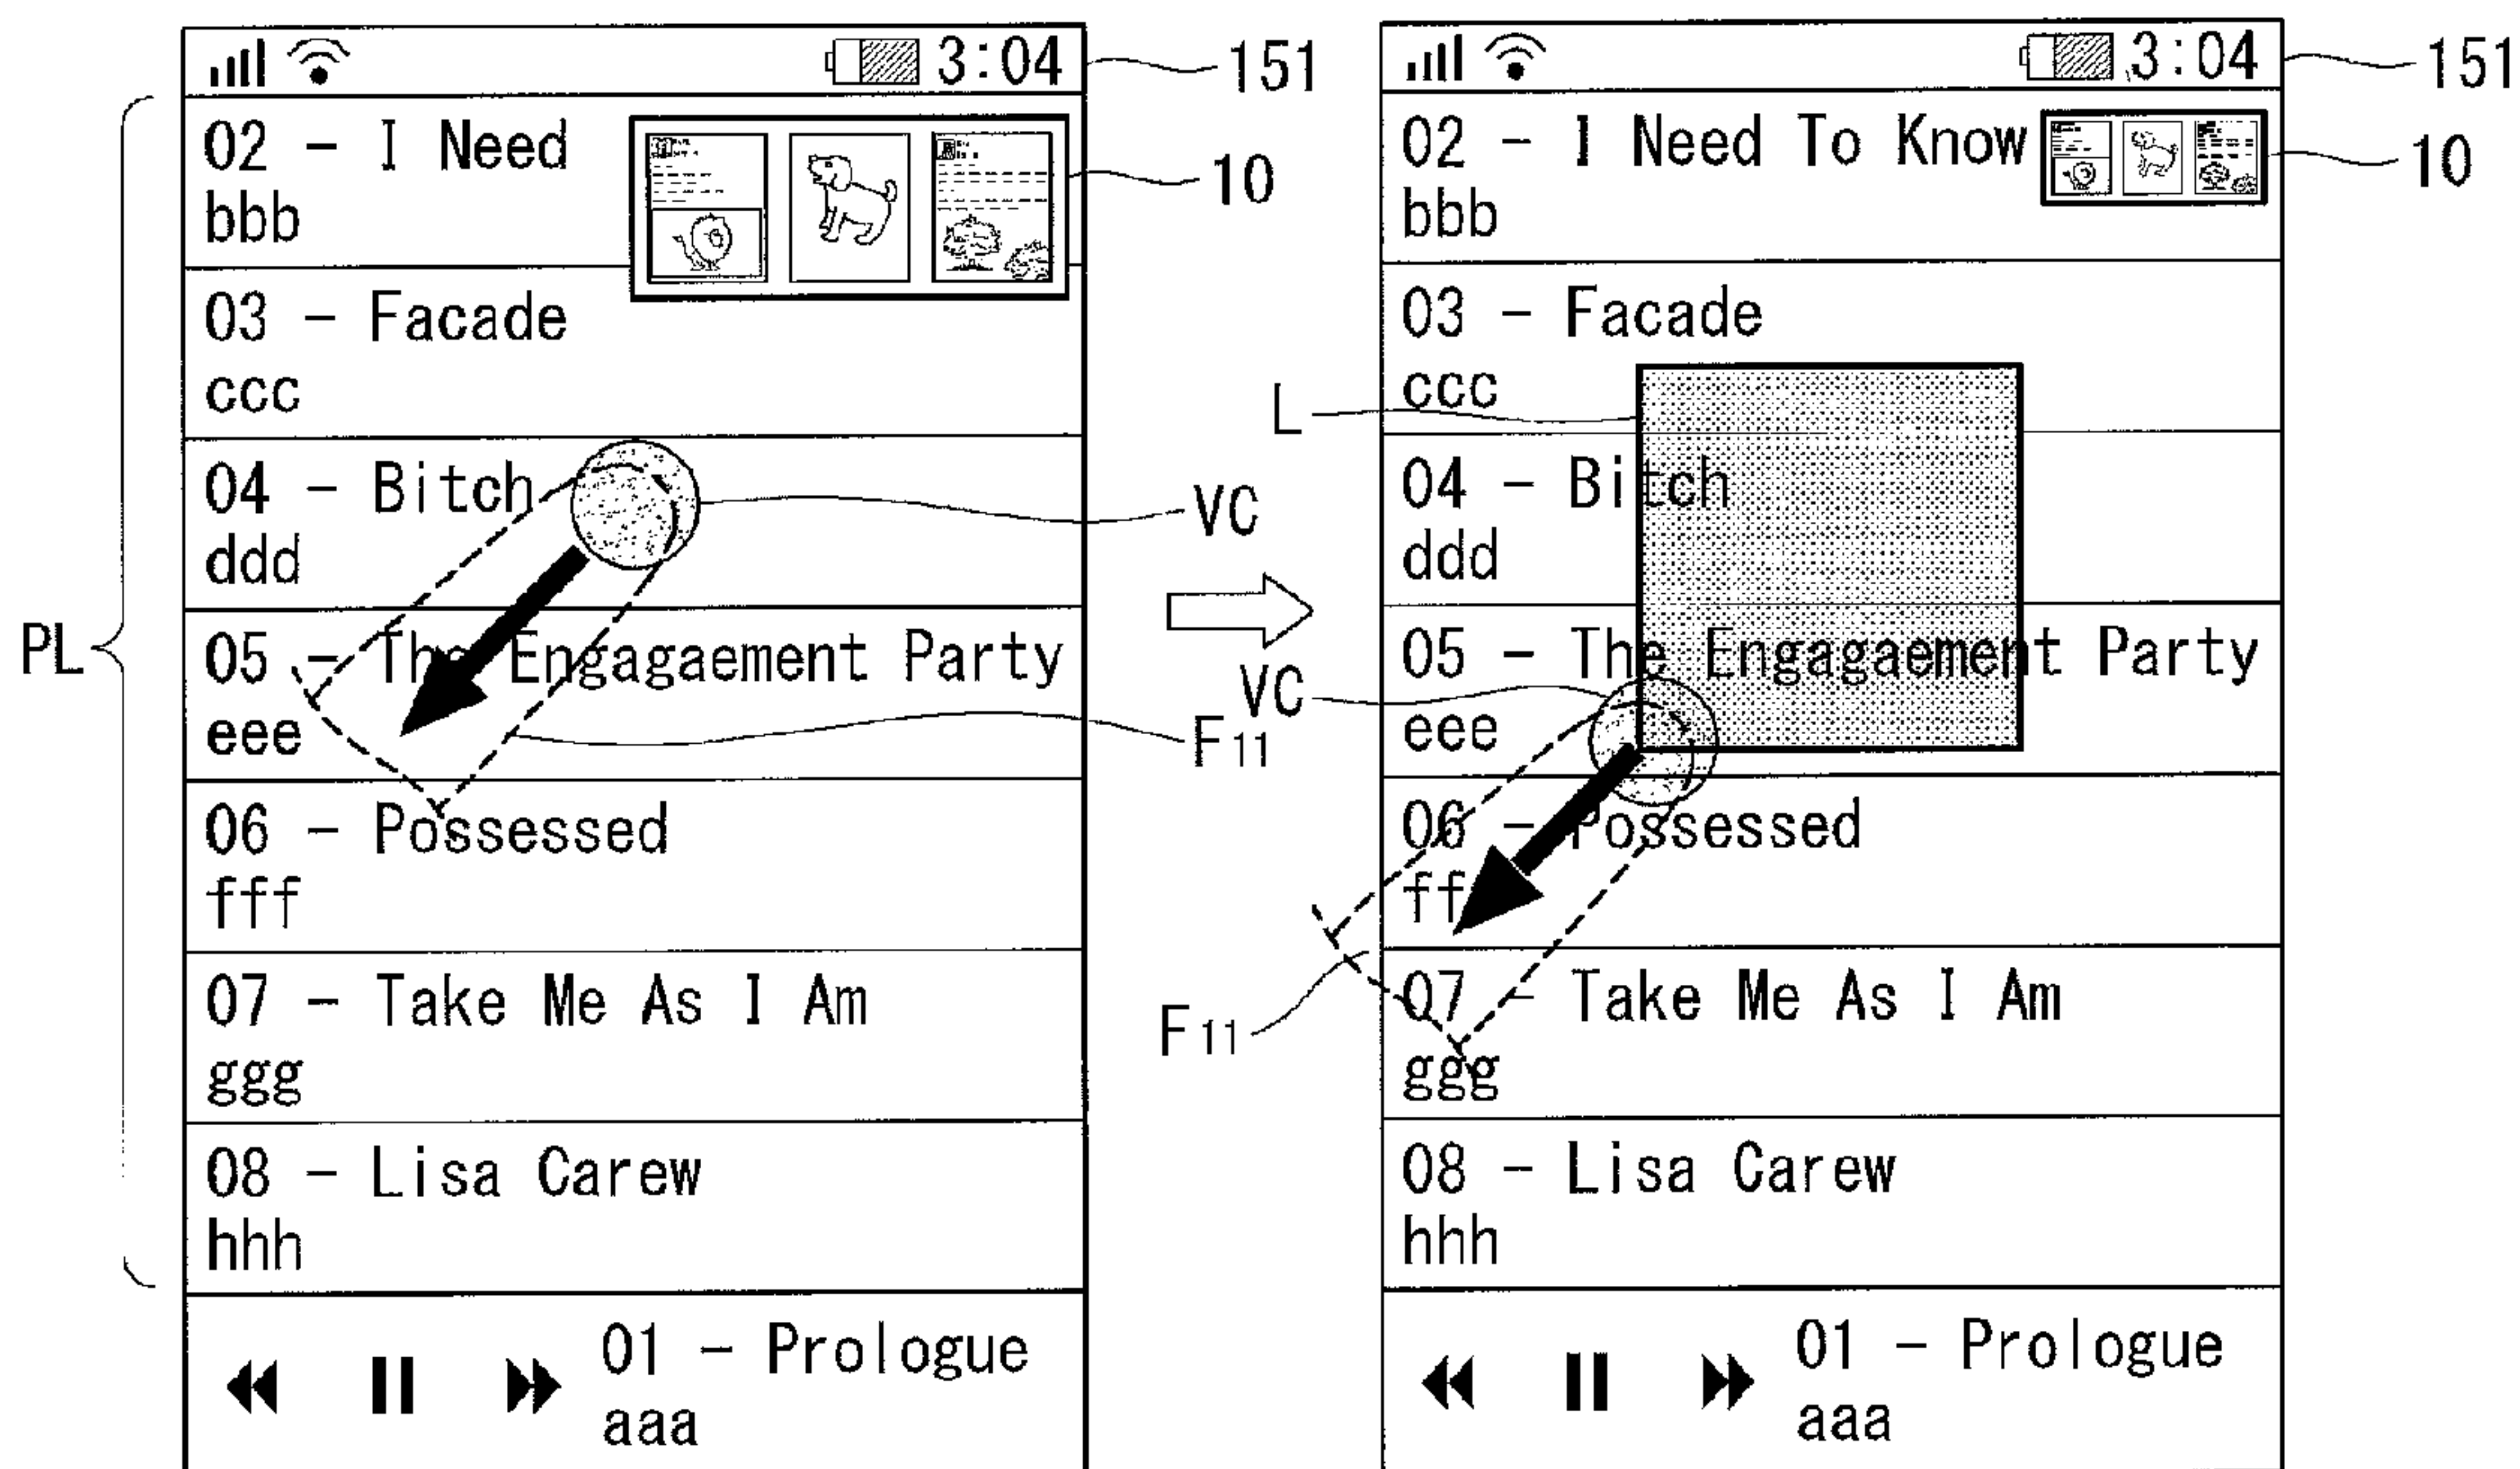 3:04
151
02 - I Need
bbb
10
03 - Facade
ccc
04 - Bitch
ddd
VC
PL
05 - The Engagaement Party
eee
F11
06 - Possessed
fff
07 - Take Me As I Am
ggg
08 - Lisa Carew
hhh
01 - Prologue
aaa
3:04
151
02 - I Need To Know
bbb
10
03 - Facade
ccc
L
04 - Bitch
ddd
05 - The Engagaement Party
VC
eee
06 - Possessed
ff
F11
07 - Take Me As I Am
ggg
08 - Lisa Carew
hhh
01 - Prologue
aaa